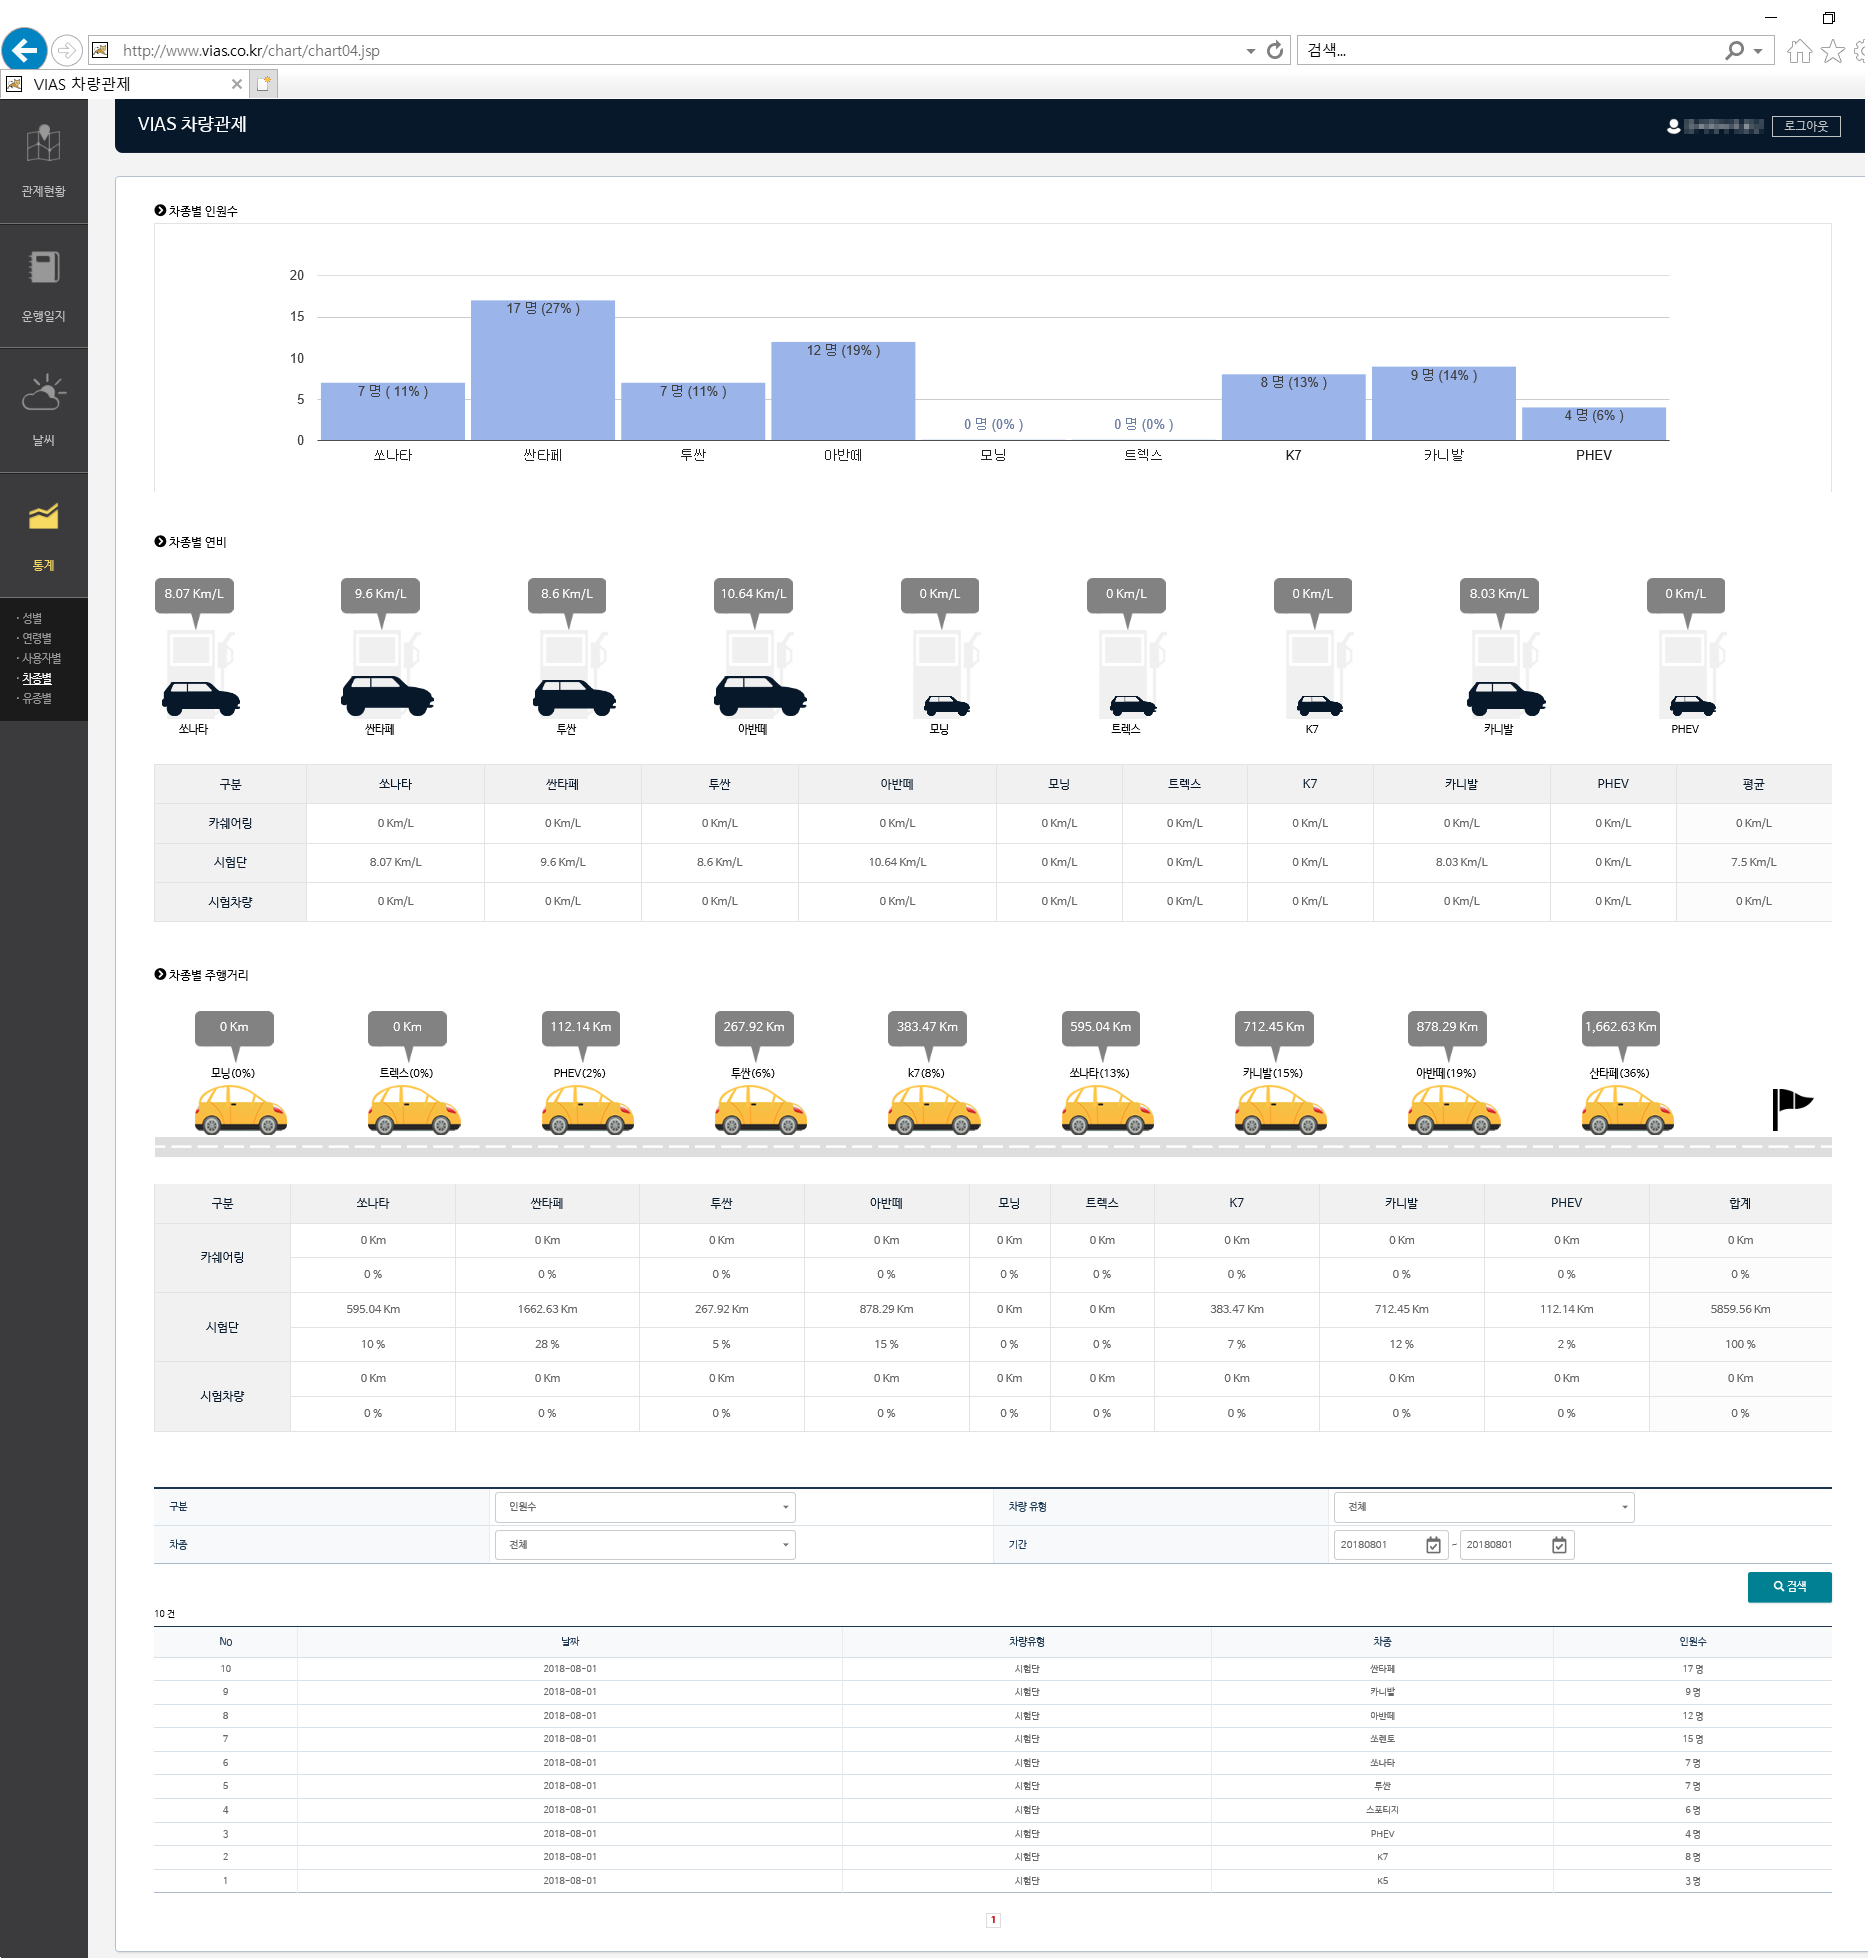 http://www.vias.co.kr/chart/chart04.jsp
검색...
VIAS 차량관제
VIAS 차량관제
로그아웃
관제현황
운행일지
날씨
통계
· 성별
· 연령별
· 사용자별
· 차종별
· 유종별
차종별 인원수
20
15
10
5
0
7 명 ( 11% )
17 명 (27% )
7 명 (11% )
12 명 (19% )
0 명 (0% )
0 명 (0% )
8 명 (13% )
9 명 (14% )
4 명 (6% )
쏘나타 싼타페 투싼 아반떼 모닝 트렉스 K7 카니발 PHEV
차종별 연비
8.07 Km/L 9.6 Km/L 8.6 Km/L 10.64 Km/L 0 Km/L 0 Km/L 0 Km/L 8.03 Km/L 0 Km/L
쏘나타 싼타페 투싼 아반떼 모닝 트렉스 K7 카니발 PHEV
구분 쏘나타 싼타페 투싼 아반떼 모닝 트렉스 K7 카니발 PHEV 평균
카쉐어링 0 Km/L 0 Km/L 0 Km/L 0 Km/L 0 Km/L 0 Km/L 0 Km/L 0 Km/L 0 Km/L 0 Km/L
시험단 8.07 Km/L 9.6 Km/L 8.6 Km/L 10.64 Km/L 0 Km/L 0 Km/L 0 Km/L 8.03 Km/L 0 Km/L 7.5 Km/L
시험차량 0 Km/L 0 Km/L 0 Km/L 0 Km/L 0 Km/L 0 Km/L 0 Km/L 0 Km/L 0 Km/L 0 Km/L
차종별 주행거리
0 Km 0 Km 112.14 Km 267.92 Km 383.47 Km 595.04 Km 712.45 Km 878.29 Km 1,662.63 Km
모닝(0%) 트렉스(0%) PHEV(2%) 투싼(6%) k7(8%) 쏘나타(13%) 카니발(15%) 아반떼(19%) 산타페(36%)
구분 쏘나타 싼타페 투싼 아반떼 모닝 트렉스 K7 카니발 PHEV 합계
카쉐어링
0 Km 0 Km 0 Km 0 Km 0 Km 0 Km 0 Km 0 Km 0 Km 0 Km
0 % 0 % 0 % 0 % 0 % 0 % 0 % 0 % 0 % 0 %
시험단
595.04 Km 1662.63 Km 267.92 Km 878.29 Km 0 Km 0 Km 383.47 Km 712.45 Km 112.14 Km 5859.56 Km
10 % 28 % 5 % 15 % 0 % 0 % 7 % 12 % 2 % 100 %
시험차량
0 Km 0 Km 0 Km 0 Km 0 Km 0 Km 0 Km 0 Km 0 Km 0 Km
0 % 0 % 0 % 0 % 0 % 0 % 0 % 0 % 0 % 0 %
구분 인원수 차량 유형 전체
차종 전체 기간 20180801 ~ 20180801
검색
10 건
No 날짜 차량유형 차종 인원수
10 2018-08-01 시험단 싼타페 17 명
9 2018-08-01 시험단 카니발 9 명
8 2018-08-01 시험단 아반떼 12 명
7 2018-08-01 시험단 쏘렌토 15 명
6 2018-08-01 시험단 쏘나타 7 명
5 2018-08-01 시험단 투싼 7 명
4 2018-08-01 시험단 스포티지 6 명
3 2018-08-01 시험단 PHEV 4 명
2 2018-08-01 시험단 K7 8 명
1 2018-08-01 시험단 K5 3 명
1